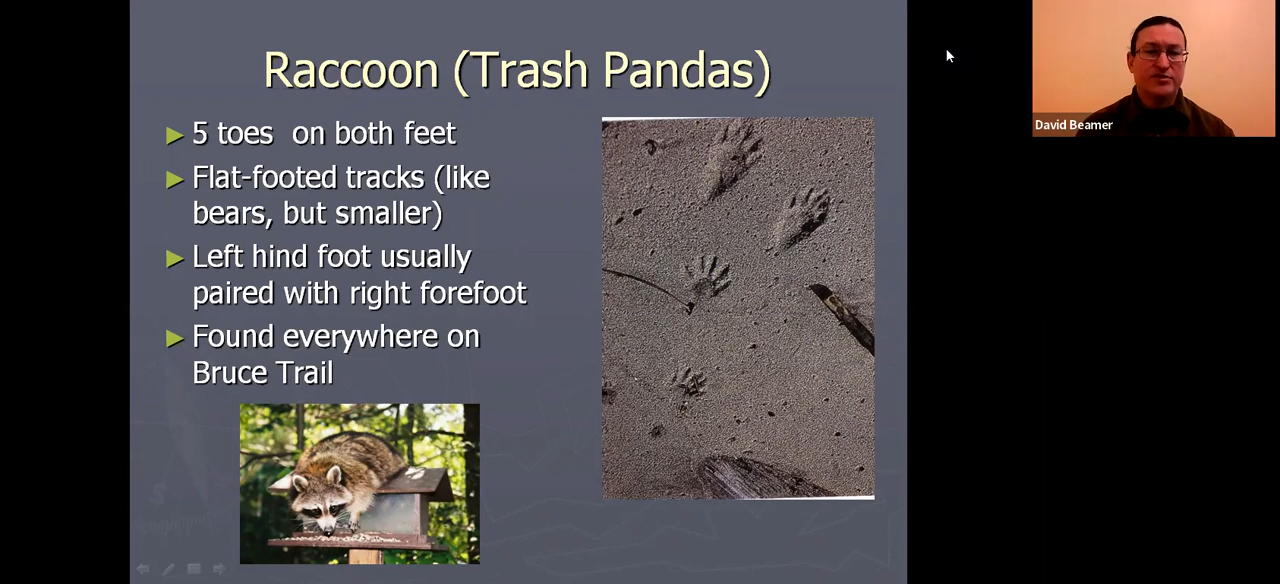 Raccoon (Trash Pandas)
5 toes on both feet
Flat-footed tracks (like
bears, but smaller)
Left hind foot usually
paired with right forefoot
Found everywhere on
Bruce Trail
David Beamer